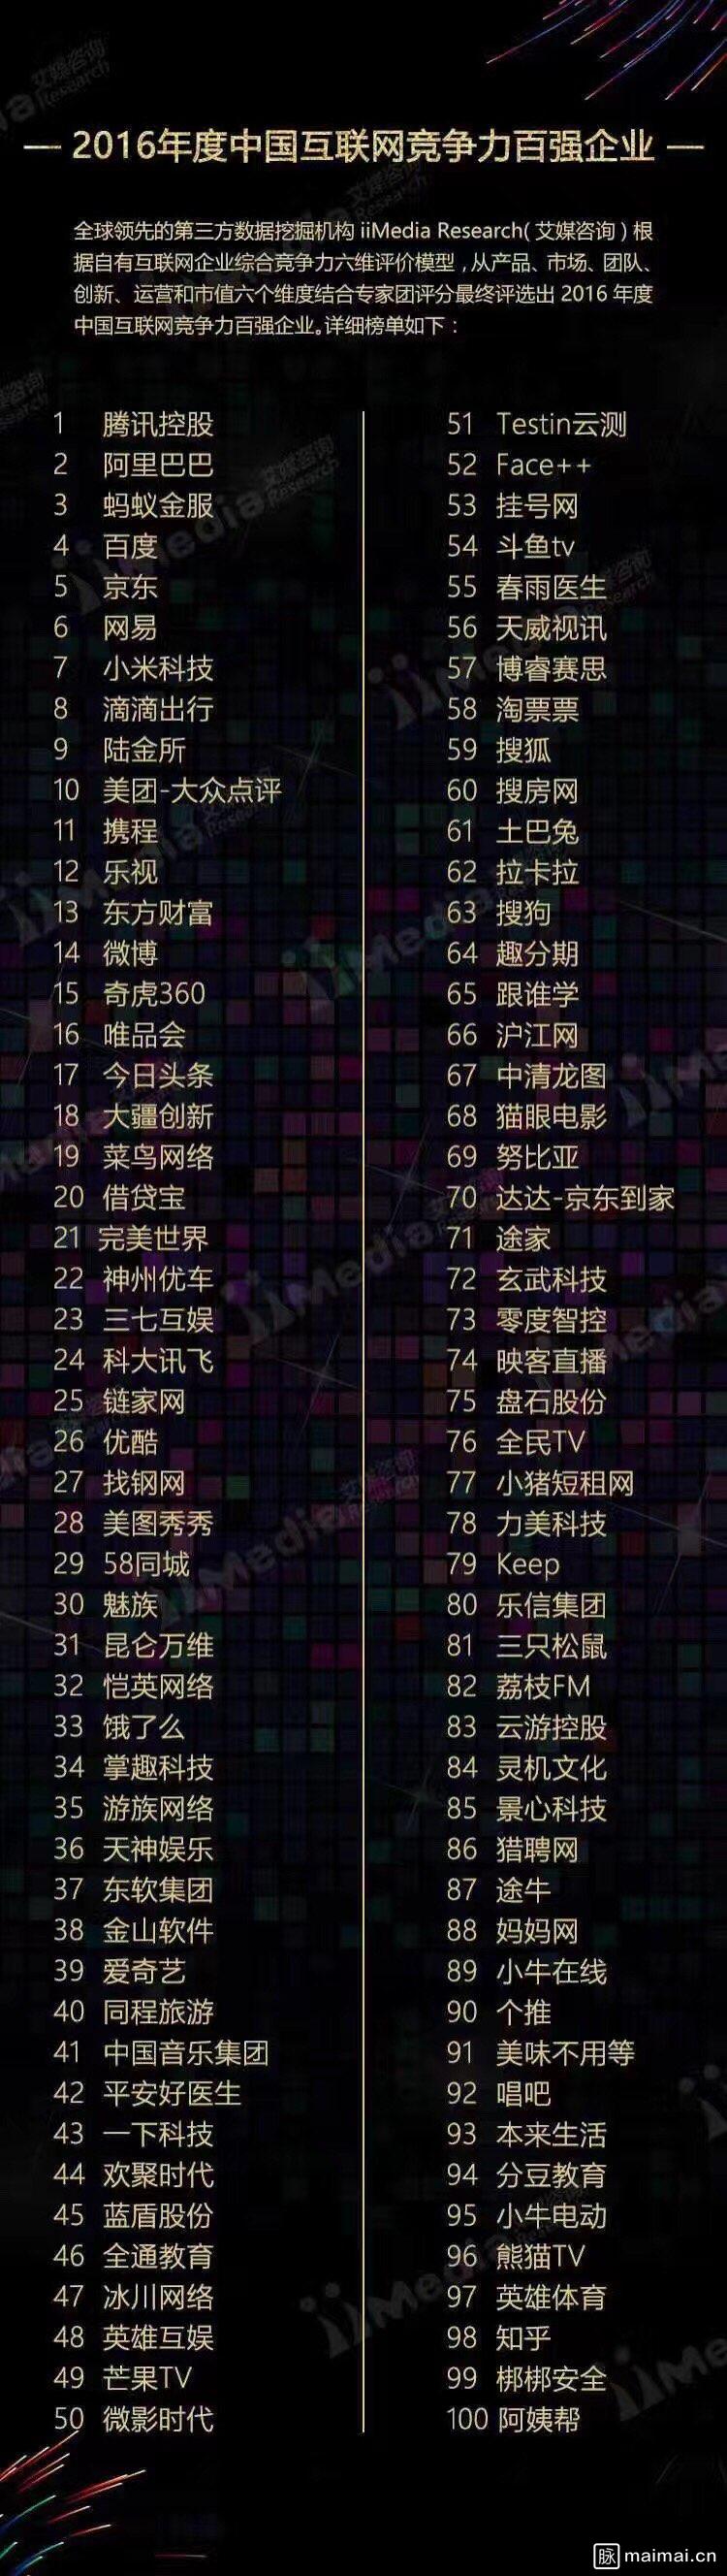 — 2016年度中国互联网竞争力百强企业 —
全球领先的第三方数据挖掘机构 iiMedia Research( 艾媒咨询 ) 根
据自有互联网企业综合竞争力六维评价模型 , 从产品、市场、团队、
创新、运营和市值六个维度结合专家团评分最终评选出 2016 年度
中国互联网竞争力百强企业。详细榜单如下：
1 腾讯控股
2 阿里巴巴
3 蚂蚁金服
4 百度
5 京东
6 网易
7 小米科技
8 滴滴出行
9 陆金所
10 美团-大众点评
11 携程
12 乐视
13 东方财富
14 微博
15 奇虎360
16 唯品会
17 今日头条
18 大疆创新
19 菜鸟网络
20 借贷宝
21 完美世界
22 神州优车
23 三七互娱
24 科大讯飞
25 链家网
26 优酷
27 找钢网
28 美图秀秀
29 58同城
30 魅族
31 昆仑万维
32 恺英网络
33 饿了么
34 掌趣科技
35 游族网络
36 天神娱乐
37 东软集团
38 金山软件
39 爱奇艺
40 同程旅游
41 中国音乐集团
42 平安好医生
43 一下科技
44 欢聚时代
45 蓝盾股份
46 全通教育
47 冰川网络
48 英雄互娱
49 芒果TV
50 微影时代
51 Testin云测
52 Face++
53 挂号网
54 斗鱼tv
55 春雨医生
56 天威视讯
57 博睿赛思
58 淘票票
59 搜狐
60 搜房网
61 土巴兔
62 拉卡拉
63 搜狗
64 趣分期
65 跟谁学
66 沪江网
67 中清龙图
68 猫眼电影
69 努比亚
70 达达-京东到家
71 途家
72 玄武科技
73 零度智控
74 映客直播
75 盘石股份
76 全民TV
77 小猪短租网
78 力美科技
79 Keep
80 乐信集团
81 三只松鼠
82 荔枝FM
83 云游控股
84 灵机文化
85 景心科技
86 猎聘网
87 途牛
88 妈妈网
89 小牛在线
90 个推
91 美味不用等
92 唱吧
93 本来生活
94 分豆教育
95 小牛电动
96 熊猫TV
97 英雄体育
98 知乎
99 梆梆安全
100 阿姨帮
脉 maimai.cn